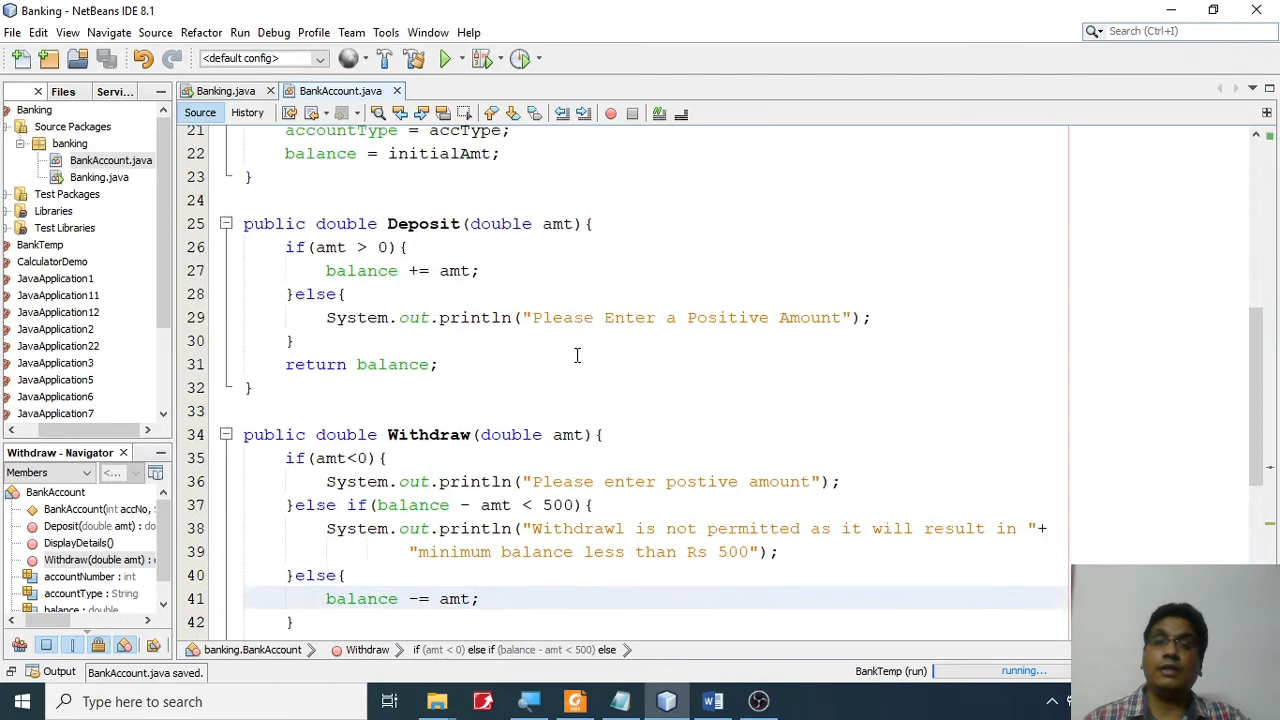 Banking - NetBeans IDE 8.1
File Edit View Navigate Source Refactor Run Debug Profile Team Tools Window Help
Search (Ctrl+I)
<default config>
Files Servi...
Banking.java BankAccount.java
Source History
Banking
Source Packages
banking
BankAccount.java
Banking.java
Test Packages
Libraries
Test Libraries
BankTemp
CalculatorDemo
JavaApplication1
JavaApplication11
JavaApplication12
JavaApplication2
JavaApplication22
JavaApplication3
JavaApplication5
JavaApplication6
JavaApplication7
21 accountType = accType;
22 balance = initialAmt;
23 }
24
25 public double Deposit(double amt){
26 if(amt > 0){
27 balance += amt;
28 }else{
29 System.out.println("Please Enter a Positive Amount");
30 }
31 return balance;
32 }
33
34 public double Withdraw(double amt){
35 if(amt<0){
36 System.out.println("Please enter postive amount");
37 }else if(balance - amt < 500){
38 System.out.println("Withdrawl is not permitted as it will result in "+
39 "minimum balance less than Rs 500");
40 }else{
41 balance -= amt;
42 }
Withdraw - Navigator
Members <...
BankAccount
BankAccount(int accNo,
Deposit(double amt) : do
DisplayDetails()
Withdraw(double amt) :
accountNumber : int
accountType : String
balance : double
banking.BankAccount Withdraw if (amt < 0) else if (balance - amt < 500) else
Output BankAccount.java saved. BankTemp (run) running...
Type here to search